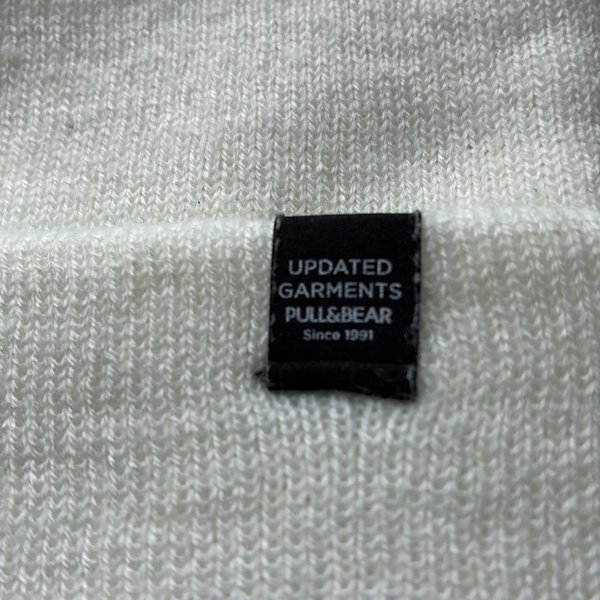 UPDATED
GARMENTS
PULL&BEAR
Since 1991